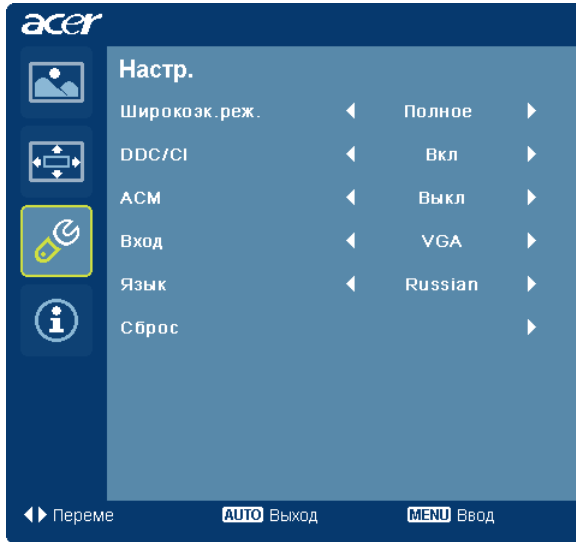 acer
Настр.
Широкоэк.реж. Полное
DDC/CI Вкл
ACM Выкл
Вход VGA
Язык Russian
Сброс
Переме AUTO Выход MENU Ввод